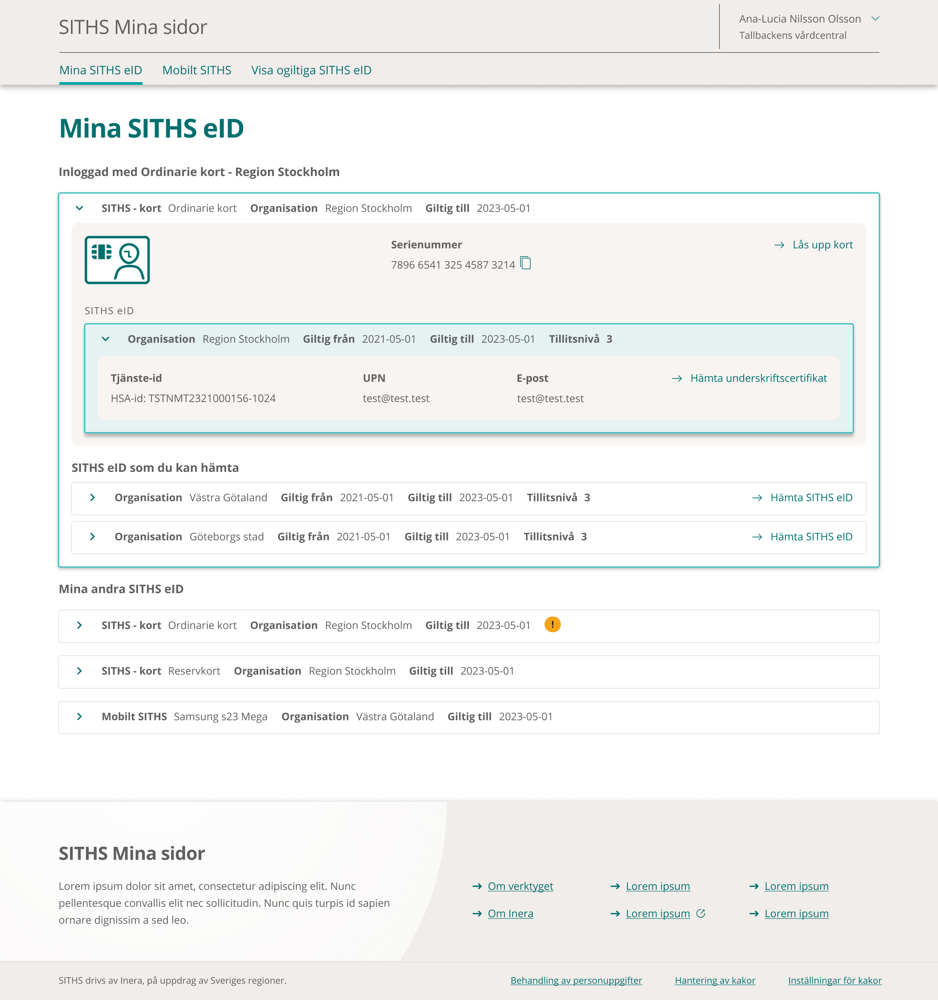 SITHS Mina sidor
Ana-Lucia Nilsson Olsson
Tallbackens vårdcentral
Mina SITHS eID Mobilt SITHS Visa ogiltiga SITHS eID
Mina SITHS eID
Inloggad med Ordinarie kort - Region Stockholm
SITHS - kort Ordinarie kort Organisation Region Stockholm Giltig till 2023-05-01
Serienummer
7896 6541 325 4587 3214
Lås upp kort
SITHS eID
Organisation Region Stockholm Giltig från 2021-05-01 Giltig till 2023-05-01 Tillitsnivå 3
Tjänste-id UPN E-post Hämta underskriftscertifikat
HSA-id: TSTNMT2321000156-1024 test@test.test test@test.test
SITHS eID som du kan hämta
Organisation Västra Götaland Giltig från 2021-05-01 Giltig till 2023-05-01 Tillitsnivå 3 Hämta SITHS eID
Organisation Göteborgs stad Giltig från 2021-05-01 Giltig till 2023-05-01 Tillitsnivå 3 Hämta SITHS eID
Mina andra SITHS eID
SITHS - kort Ordinarie kort Organisation Region Stockholm Giltig till 2023-05-01 !
SITHS - kort Reservkort Organisation Region Stockholm Giltig till 2023-05-01
Mobilt SITHS Samsung s23 Mega Organisation Västra Götaland Giltig till 2023-05-01
SITHS Mina sidor
Lorem ipsum dolor sit amet, consectetur adipiscing elit. Nunc
pellentesque convallis elit nec sollicitudin. Nunc quis turpis id sapien
ornare dignissim a sed leo.
Om verktyget Lorem ipsum Lorem ipsum
Om Inera Lorem ipsum Lorem ipsum
SITHS drivs av Inera, på uppdrag av Sveriges regioner.
Behandling av personuppgifter Hantering av kakor Inställningar för kakor